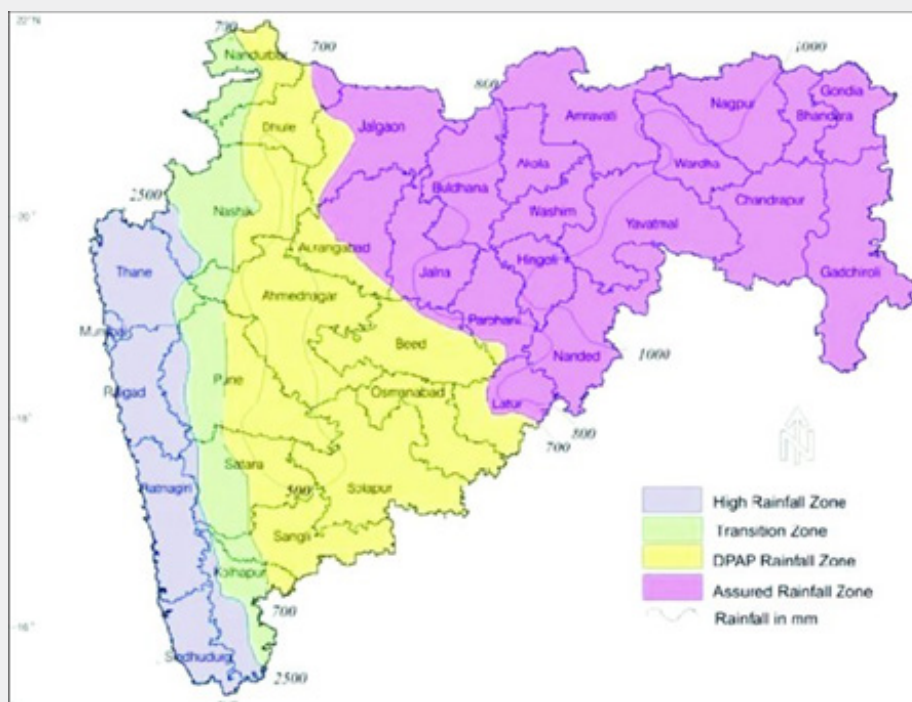 20°N
700
Nandurbar
700
1000
800
Gondia
Nagpur
Bhandara
Amravati
Dhule
Jalgaon
Akola
Wardha
2500
Buldhana
Chandrapur
Nashik
Washim
20°
Yavatmal
Aurangabad
Thane
Jalna
Hingoli
Gadchiroli
Ahmednagar
Parbhani
Mumbai
Beed
Nanded
1000
Raigad
Pune
Osmanabad
Latur
18°
800
700
Satara
Ratnagiri
500
Solapur
High Rainfall Zone
Transition Zone
Sangli
DPAP Rainfall Zone
Kolhapur
Assured Rainfall Zone
700
Rainfall in mm
16°
Sindhudurg
2500